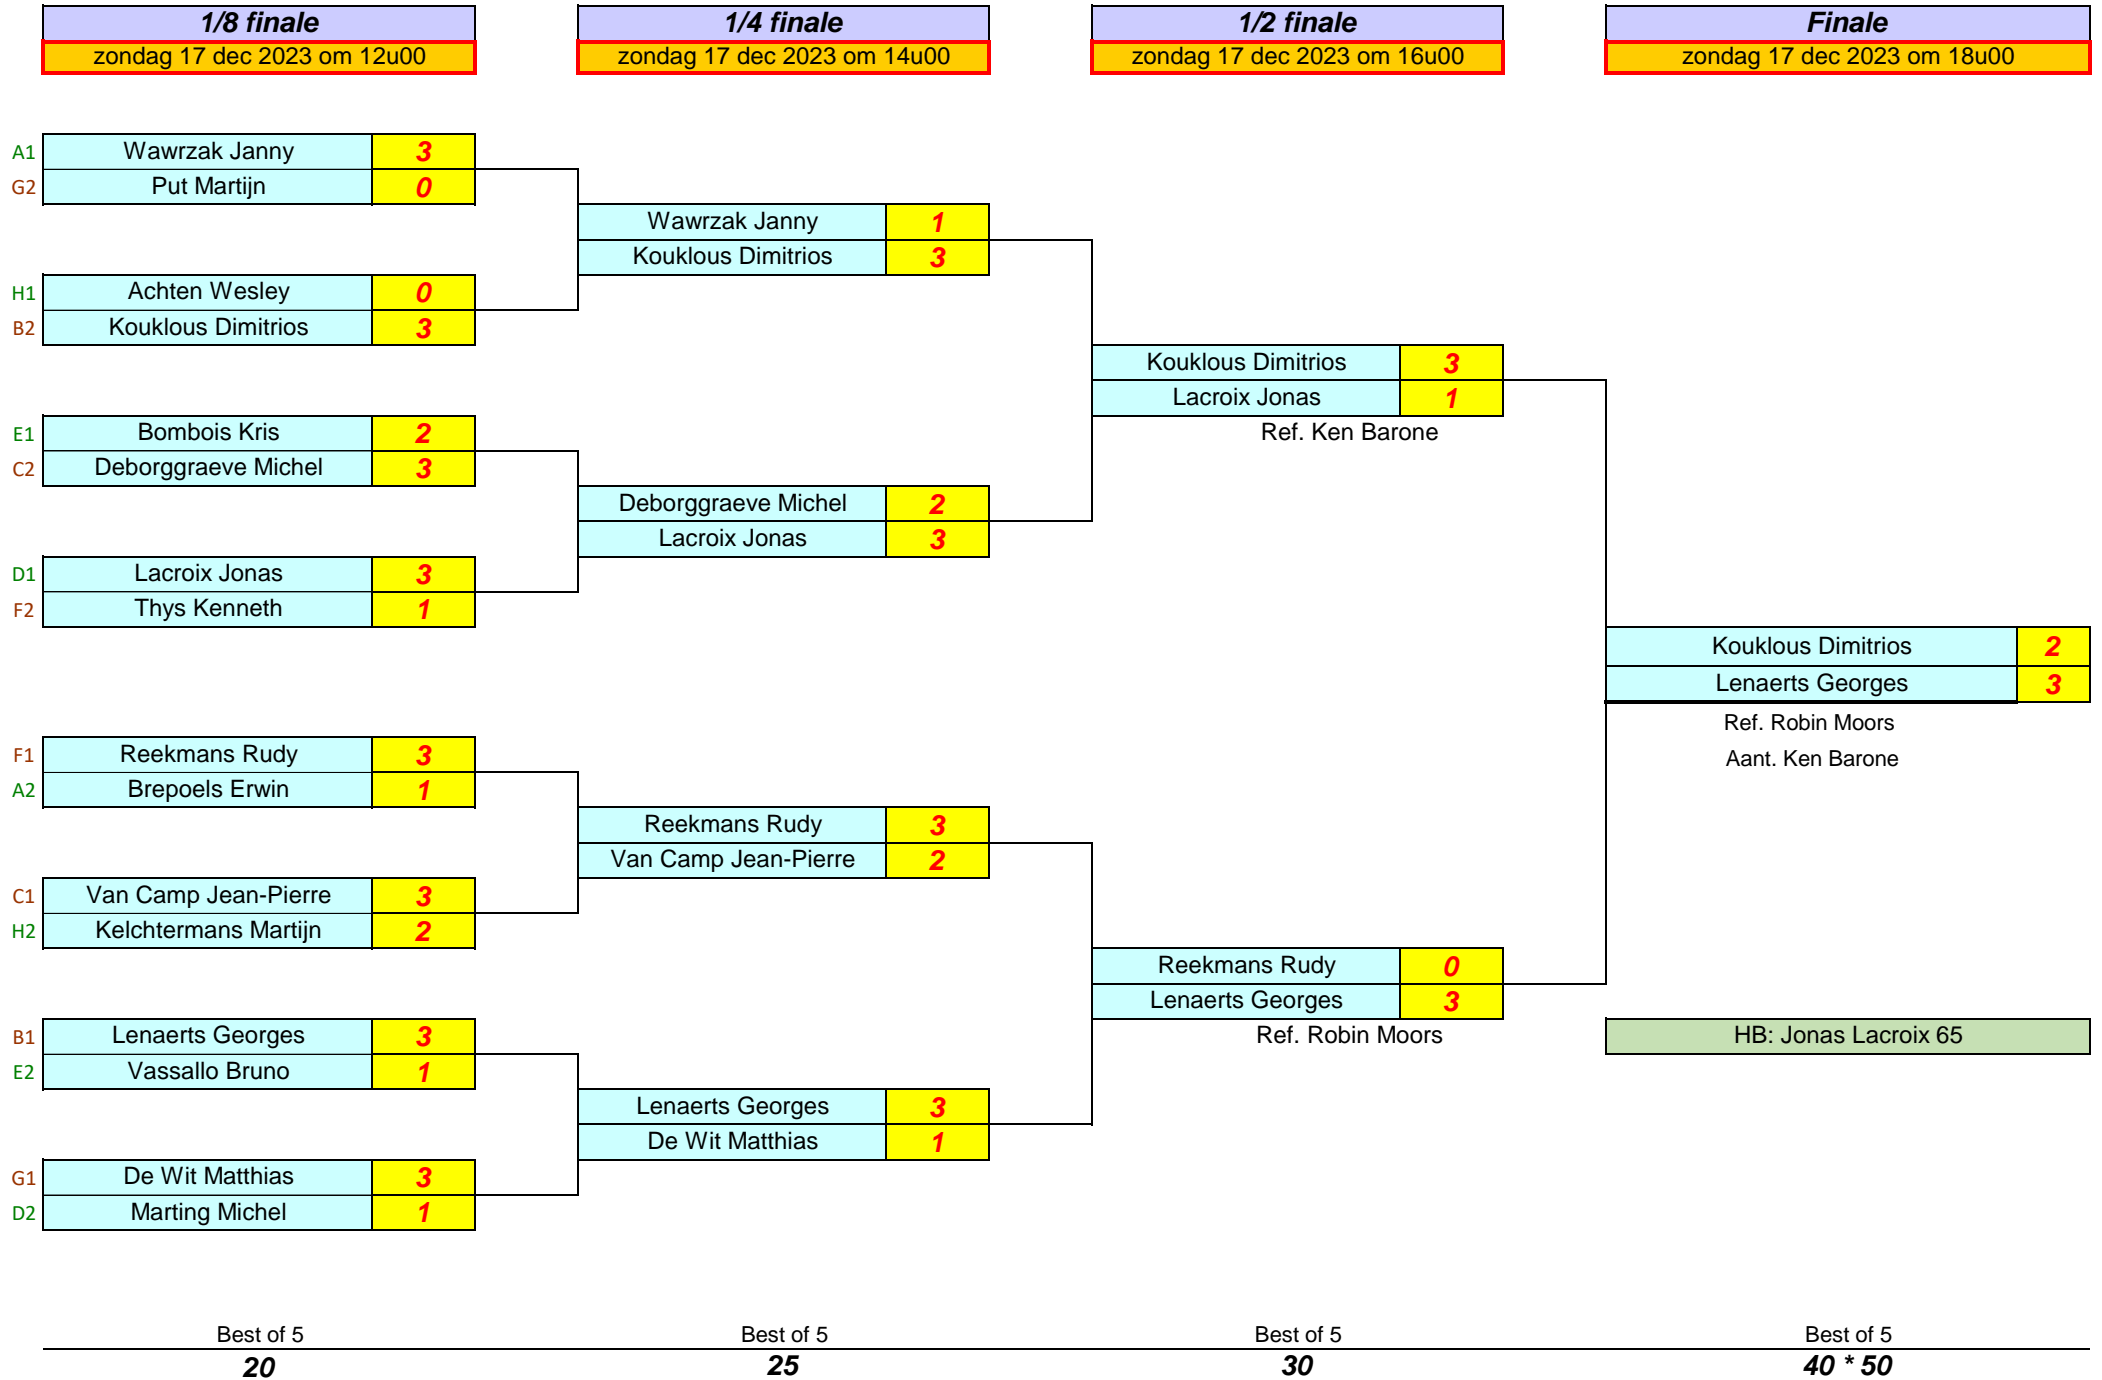 1/8 finale 1/4 finale 1/2 finale Finale
zondag 17 dec 2023 om 12u00 zondag 17 dec 2023 om 14u00 zondag 17 dec 2023 om 16u00 zondag 17 dec 2023 om 18u00
A1 Wawrzak Janny 3
G2 Put Martijn 0
Wawrzak Janny 1
Kouklous Dimitrios 3
H1 Achten Wesley 0
B2 Kouklous Dimitrios 3
Kouklous Dimitrios 3
Lacroix Jonas 1
Ref. Ken Barone
E1 Bombois Kris 2
C2 Deborggraeve Michel 3
Deborggraeve Michel 2
Lacroix Jonas 3
D1 Lacroix Jonas 3
F2 Thys Kenneth 1
Kouklous Dimitrios 2
Lenaerts Georges 3
Ref. Robin Moors
Aant. Ken Barone
F1 Reekmans Rudy 3
A2 Brepoels Erwin 1
Reekmans Rudy 3
Van Camp Jean-Pierre 2
C1 Van Camp Jean-Pierre 3
H2 Kelchtermans Martijn 2
Reekmans Rudy 0
Lenaerts Georges 3
Ref. Robin Moors
HB: Jonas Lacroix 65
B1 Lenaerts Georges 3
E2 Vassallo Bruno 1
Lenaerts Georges 3
De Wit Matthias 1
G1 De Wit Matthias 3
D2 Marting Michel 1
Best of 5 Best of 5 Best of 5 Best of 5
20 25 30 40 * 50